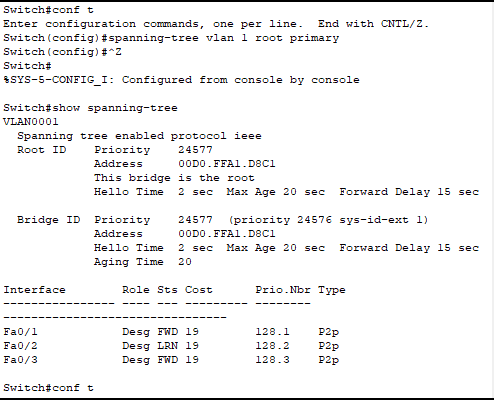 Switch#conf t
Enter configuration commands, one per line.  End with CNTL/Z.
Switch(config)#spanning-tree vlan 1 root primary
Switch(config)#^Z
Switch#
%SYS-5-CONFIG_I: Configured from console by console

Switch#show spanning-tree
VLAN0001
  Spanning tree enabled protocol ieee
  Root ID    Priority    24577
             Address     00D0.FFA1.D8C1
             This bridge is the root
             Hello Time  2 sec  Max Age 20 sec  Forward Delay 15 sec

  Bridge ID  Priority    24577  (priority 24576 sys-id-ext 1)
             Address     00D0.FFA1.D8C1
             Hello Time  2 sec  Max Age 20 sec  Forward Delay 15 sec
             Aging Time  20

Interface        Role Sts Cost      Prio.Nbr Type
---------------- ---- --- --------- -------- --------------------------------
Fa0/1            Desg FWD 19        128.1    P2p
Fa0/2            Desg LRN 19        128.2    P2p
Fa0/3            Desg FWD 19        128.3    P2p

Switch#conf t